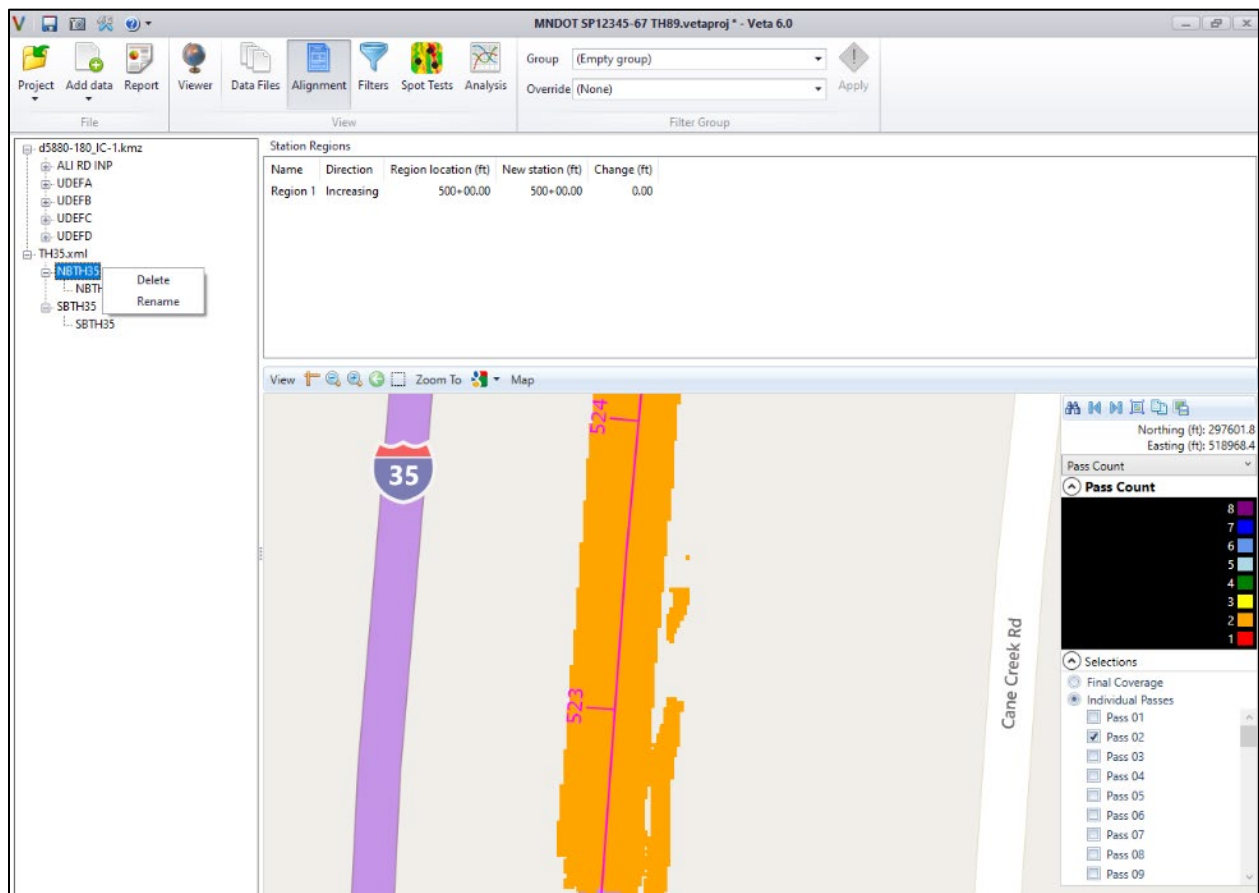 MNDOT SP12345-67 TH89.vetaproj * - Veta 6.0
Project Add data Report Viewer Data Files Alignment Filters Spot Tests Analysis
Group (Empty group)
Override (None)
Apply
File View Filter Group
d5880-180_IC-1.kmz
ALI RD INP
UDEFA
UDEFB
UDEFC
UDEFD
TH35.xml
NBTH35
NBTH
SBTH35
SBTH35
Delete
Rename
Station Regions
Name Direction Region location (ft) New station (ft) Change (ft)
Region 1 Increasing 500+00.00 500+00.00 0.00
View Zoom To Map
524
35
523
Cane Creek Rd
Northing (ft): 297601.8
Easting (ft): 518968.4
Pass Count
Pass Count
8
7
6
5
4
3
2
1
Selections
Final Coverage
Individual Passes
Pass 01
Pass 02
Pass 03
Pass 04
Pass 05
Pass 06
Pass 07
Pass 08
Pass 09